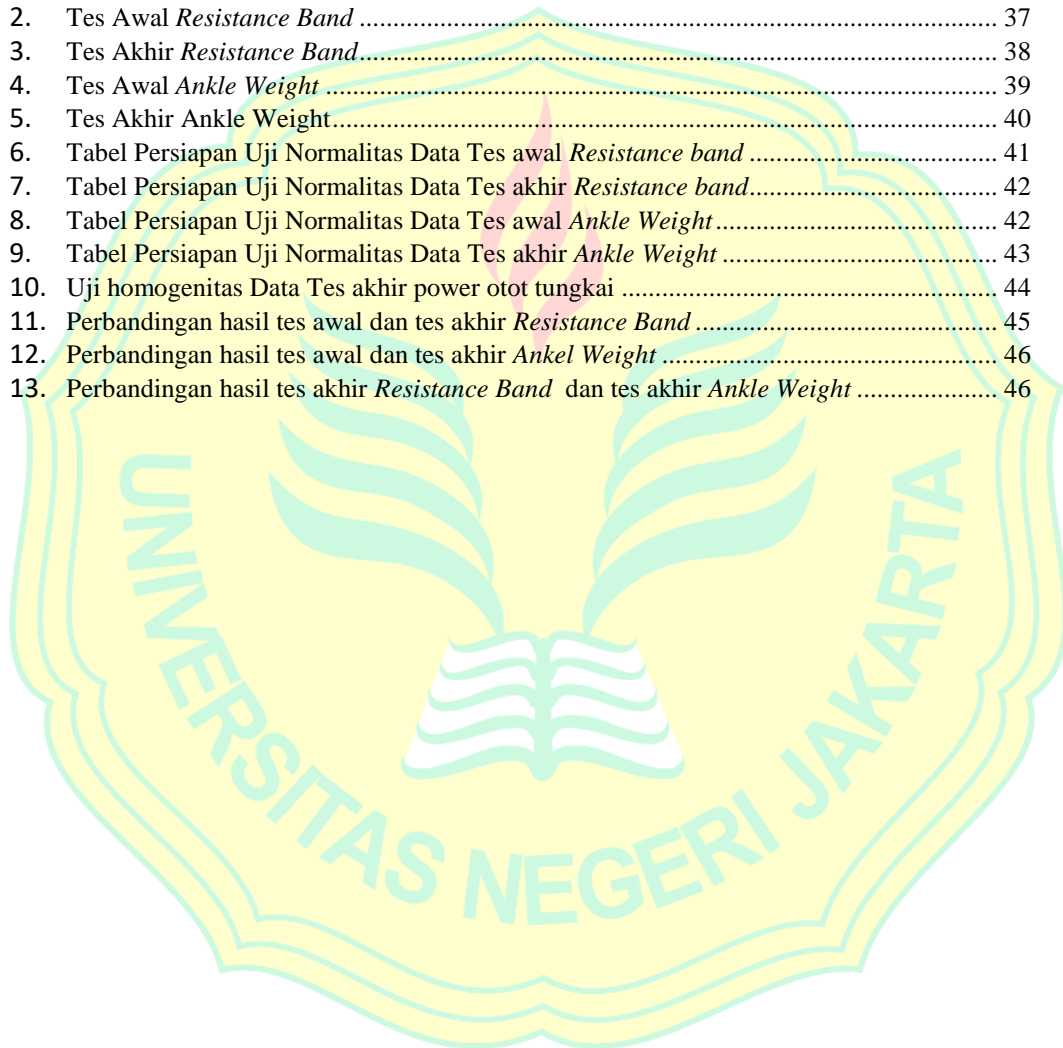 2. Tes Awal Resistance Band ........................................................................................................ 37
3. Tes Akhir Resistance Band ....................................................................................................... 38
4. Tes Awal Ankle Weight ............................................................................................................. 39
5. Tes Akhir Ankle Weight ............................................................................................................ 40
6. Tabel Persiapan Uji Normalitas Data Tes awal Resistance band ........................................ 41
7. Tabel Persiapan Uji Normalitas Data Tes akhir Resistance band ....................................... 42
8. Tabel Persiapan Uji Normalitas Data Tes awal Ankle Weight ............................................. 42
9. Tabel Persiapan Uji Normalitas Data Tes akhir Ankle Weight ............................................ 43
10. Uji homogenitas Data Tes akhir power otot tungkai .......................................................... 44
11. Perbandingan hasil tes awal dan tes akhir Resistance Band ............................................... 45
12. Perbandingan hasil tes awal dan tes akhir Ankel Weight .................................................... 46
13. Perbandingan hasil tes akhir Resistance Band dan tes akhir Ankle Weight ..................... 46
UNIVERSITAS NEGERI JAKARTA